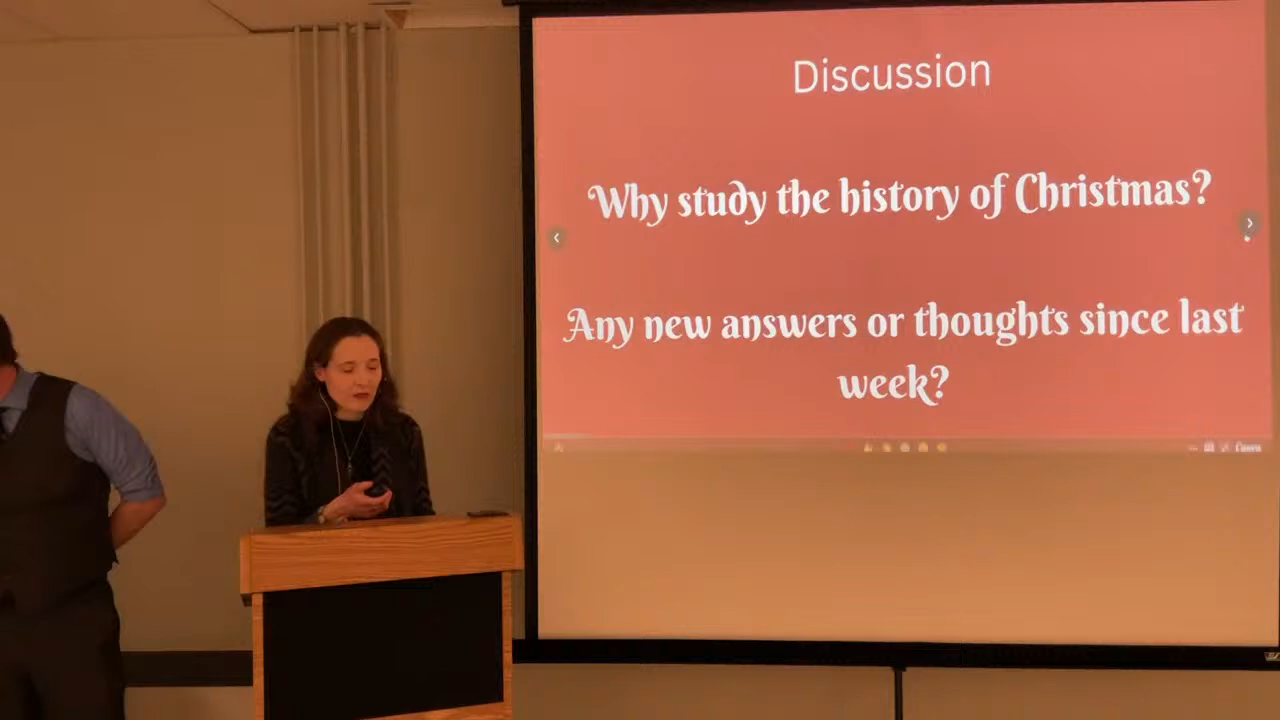 Discussion
Why study the history of Christmas?
Any new answers or thoughts since last
week?